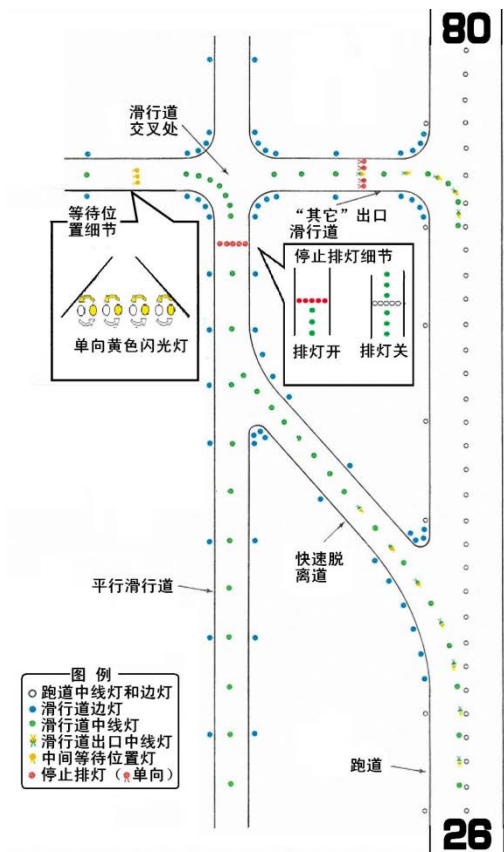 80
滑行道
交叉处
等待位
置细节
“其它”出口
滑行道
停止排灯细节
排灯开
排灯关
单向黄色闪光灯
快速脱
离道
平行滑行道
图 例
跑道中线灯和边灯
滑行道边灯
滑行道中线灯
滑行道出口中线灯
中间等待位置灯
停止排灯（单向）
跑道
26